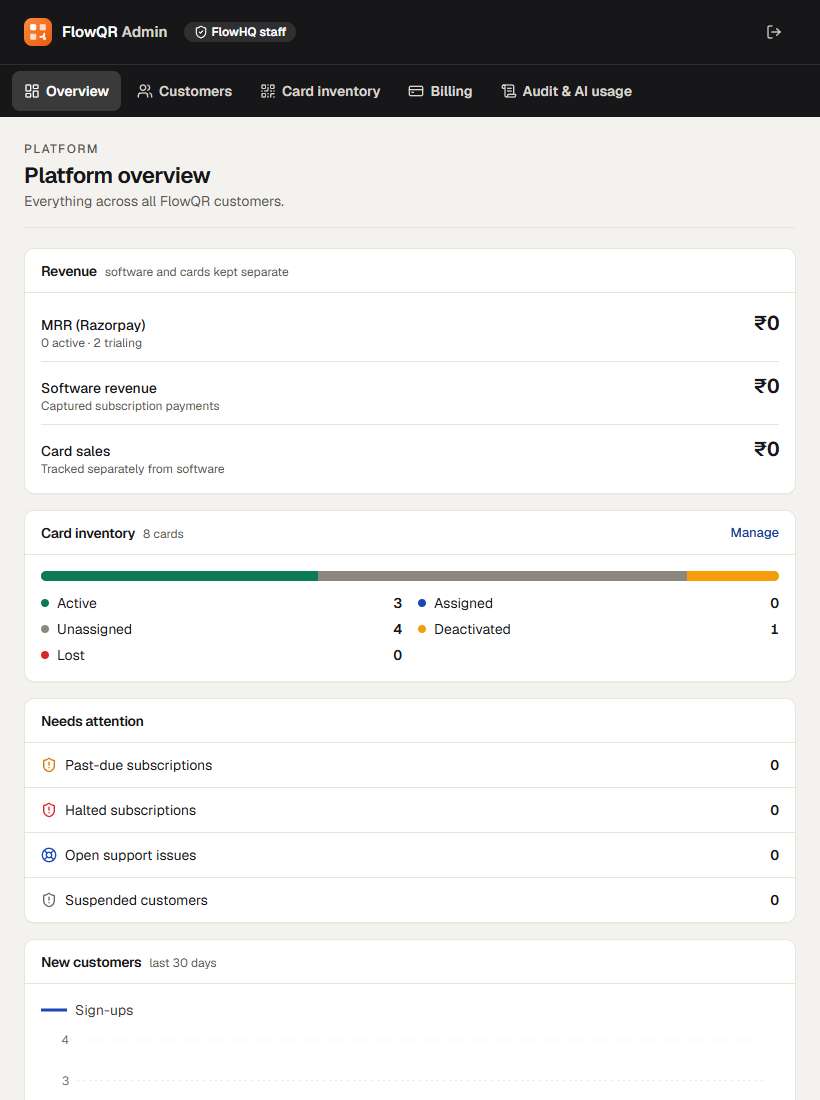 FlowQR Admin FlowHQ staff
Overview Customers Card inventory Billing Audit & AI usage
PLATFORM
Platform overview
Everything across all FlowQR customers.
Revenue software and cards kept separate
MRR (Razorpay) ₹0
0 active · 2 trialing
Software revenue ₹0
Captured subscription payments
Card sales ₹0
Tracked separately from software
Card inventory 8 cards Manage
Active 3 Assigned 0
Unassigned 4 Deactivated 1
Lost 0
Needs attention
Past-due subscriptions 0
Halted subscriptions 0
Open support issues 0
Suspended customers 0
New customers last 30 days
Sign-ups
4
3